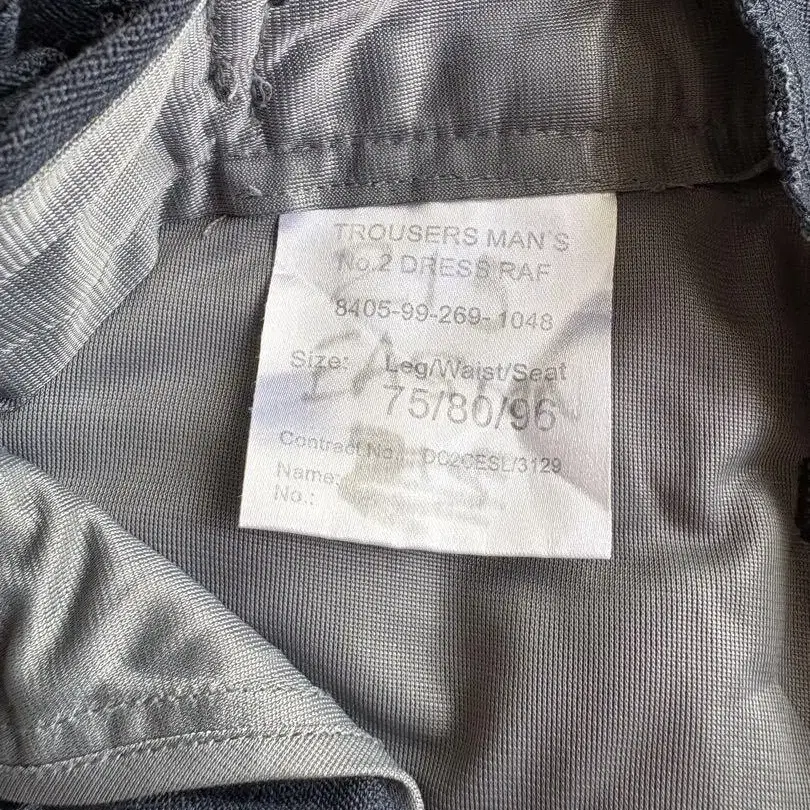 TROUSERS MAN'S
No.2 DRESS RAF
8405-99-269-1048
Size: Leg/Waist/Seat
75/80/96
Contract No.: DC2CESL/3129
Name:
No.: